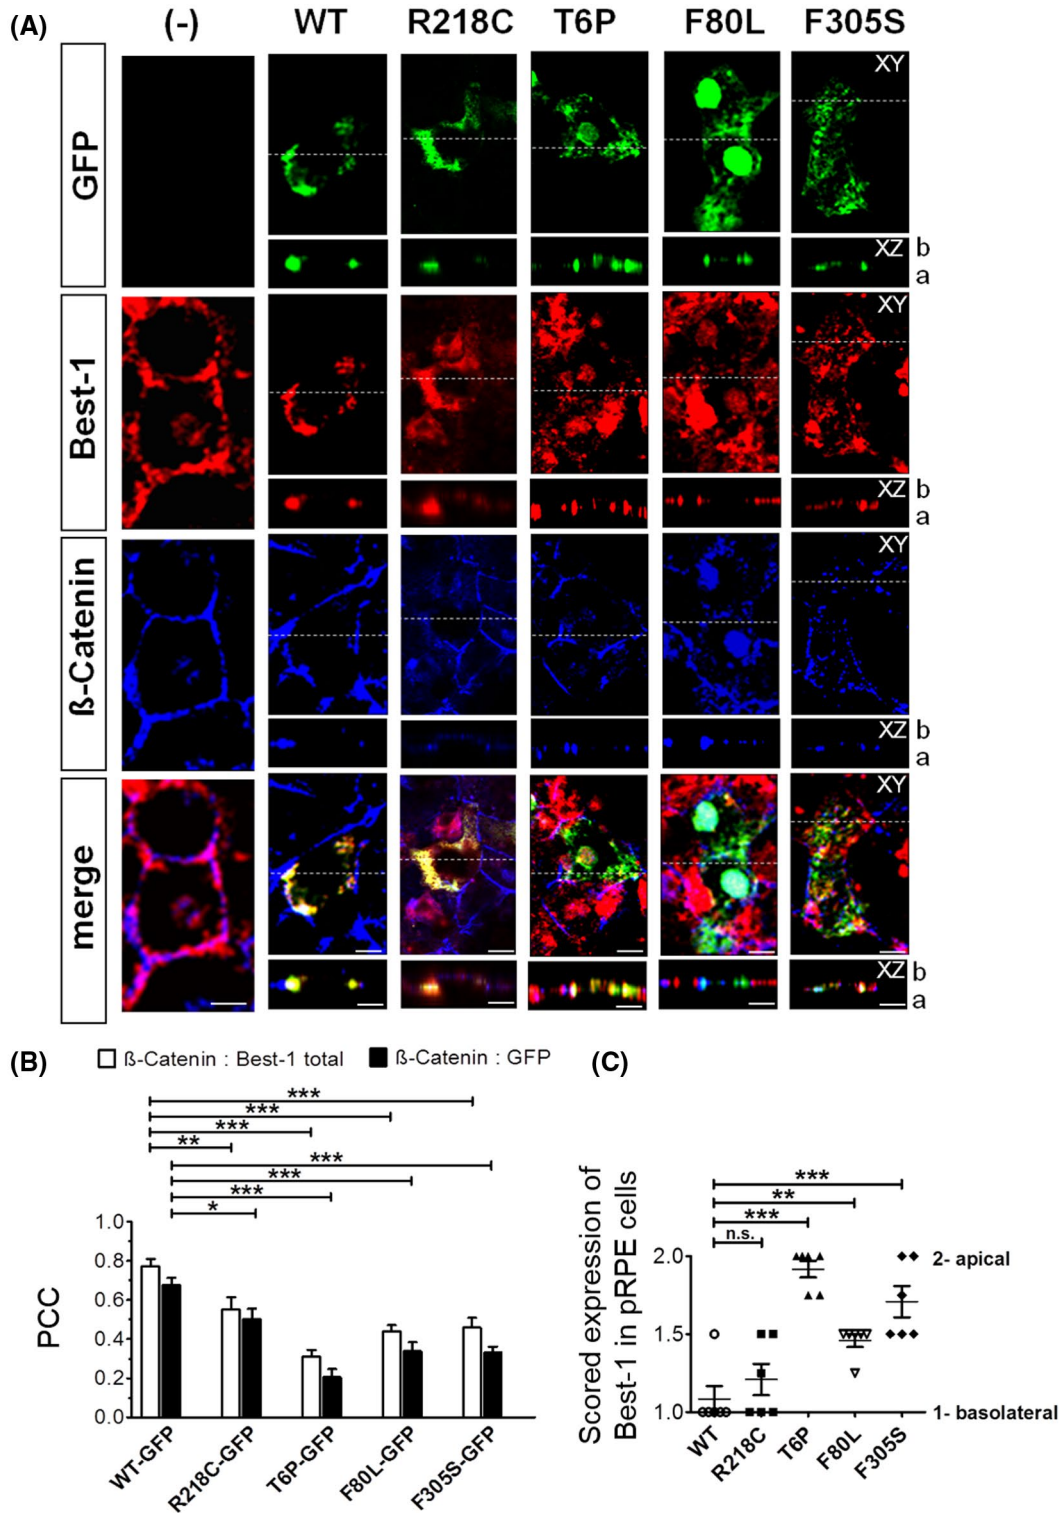 (A)
(-) WT R218C T6P F80L F305S
GFP
XY
XZ b
a
Best-1
XY
XZ b
a
ß-Catenin
XY
XZ b
a
merge
XY
XZ b
a
(B)
ß-Catenin : Best-1 total ß-Catenin : GFP
***
***
***
**
***
***
***
*
PCC
1.0
0.8
0.6
0.4
0.2
0.0
WT-GFP R218C-GFP T6P-GFP F80L-GFP F305S-GFP
(C)
***
**
***
n.s.
Scored expression of
Best-1 in pRPE cells
2.0
1.5
1.0
2- apical
1- basolateral
WT R218C T6P F80L F305S